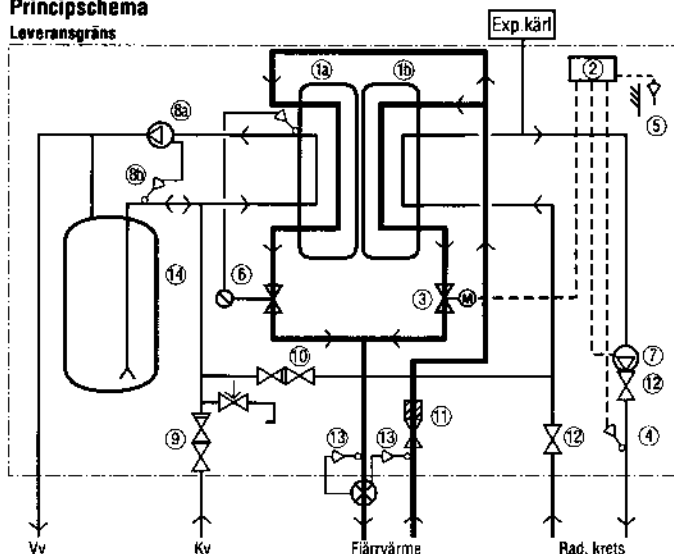 Principschema
Leveransgräns
Exp.kärl
1a
1b
2
8a
5
8b
14
6
3
M
7
10
12
11
9
13
13
12
4
Vv
Kv
Fjärrvärme
Rad. krets